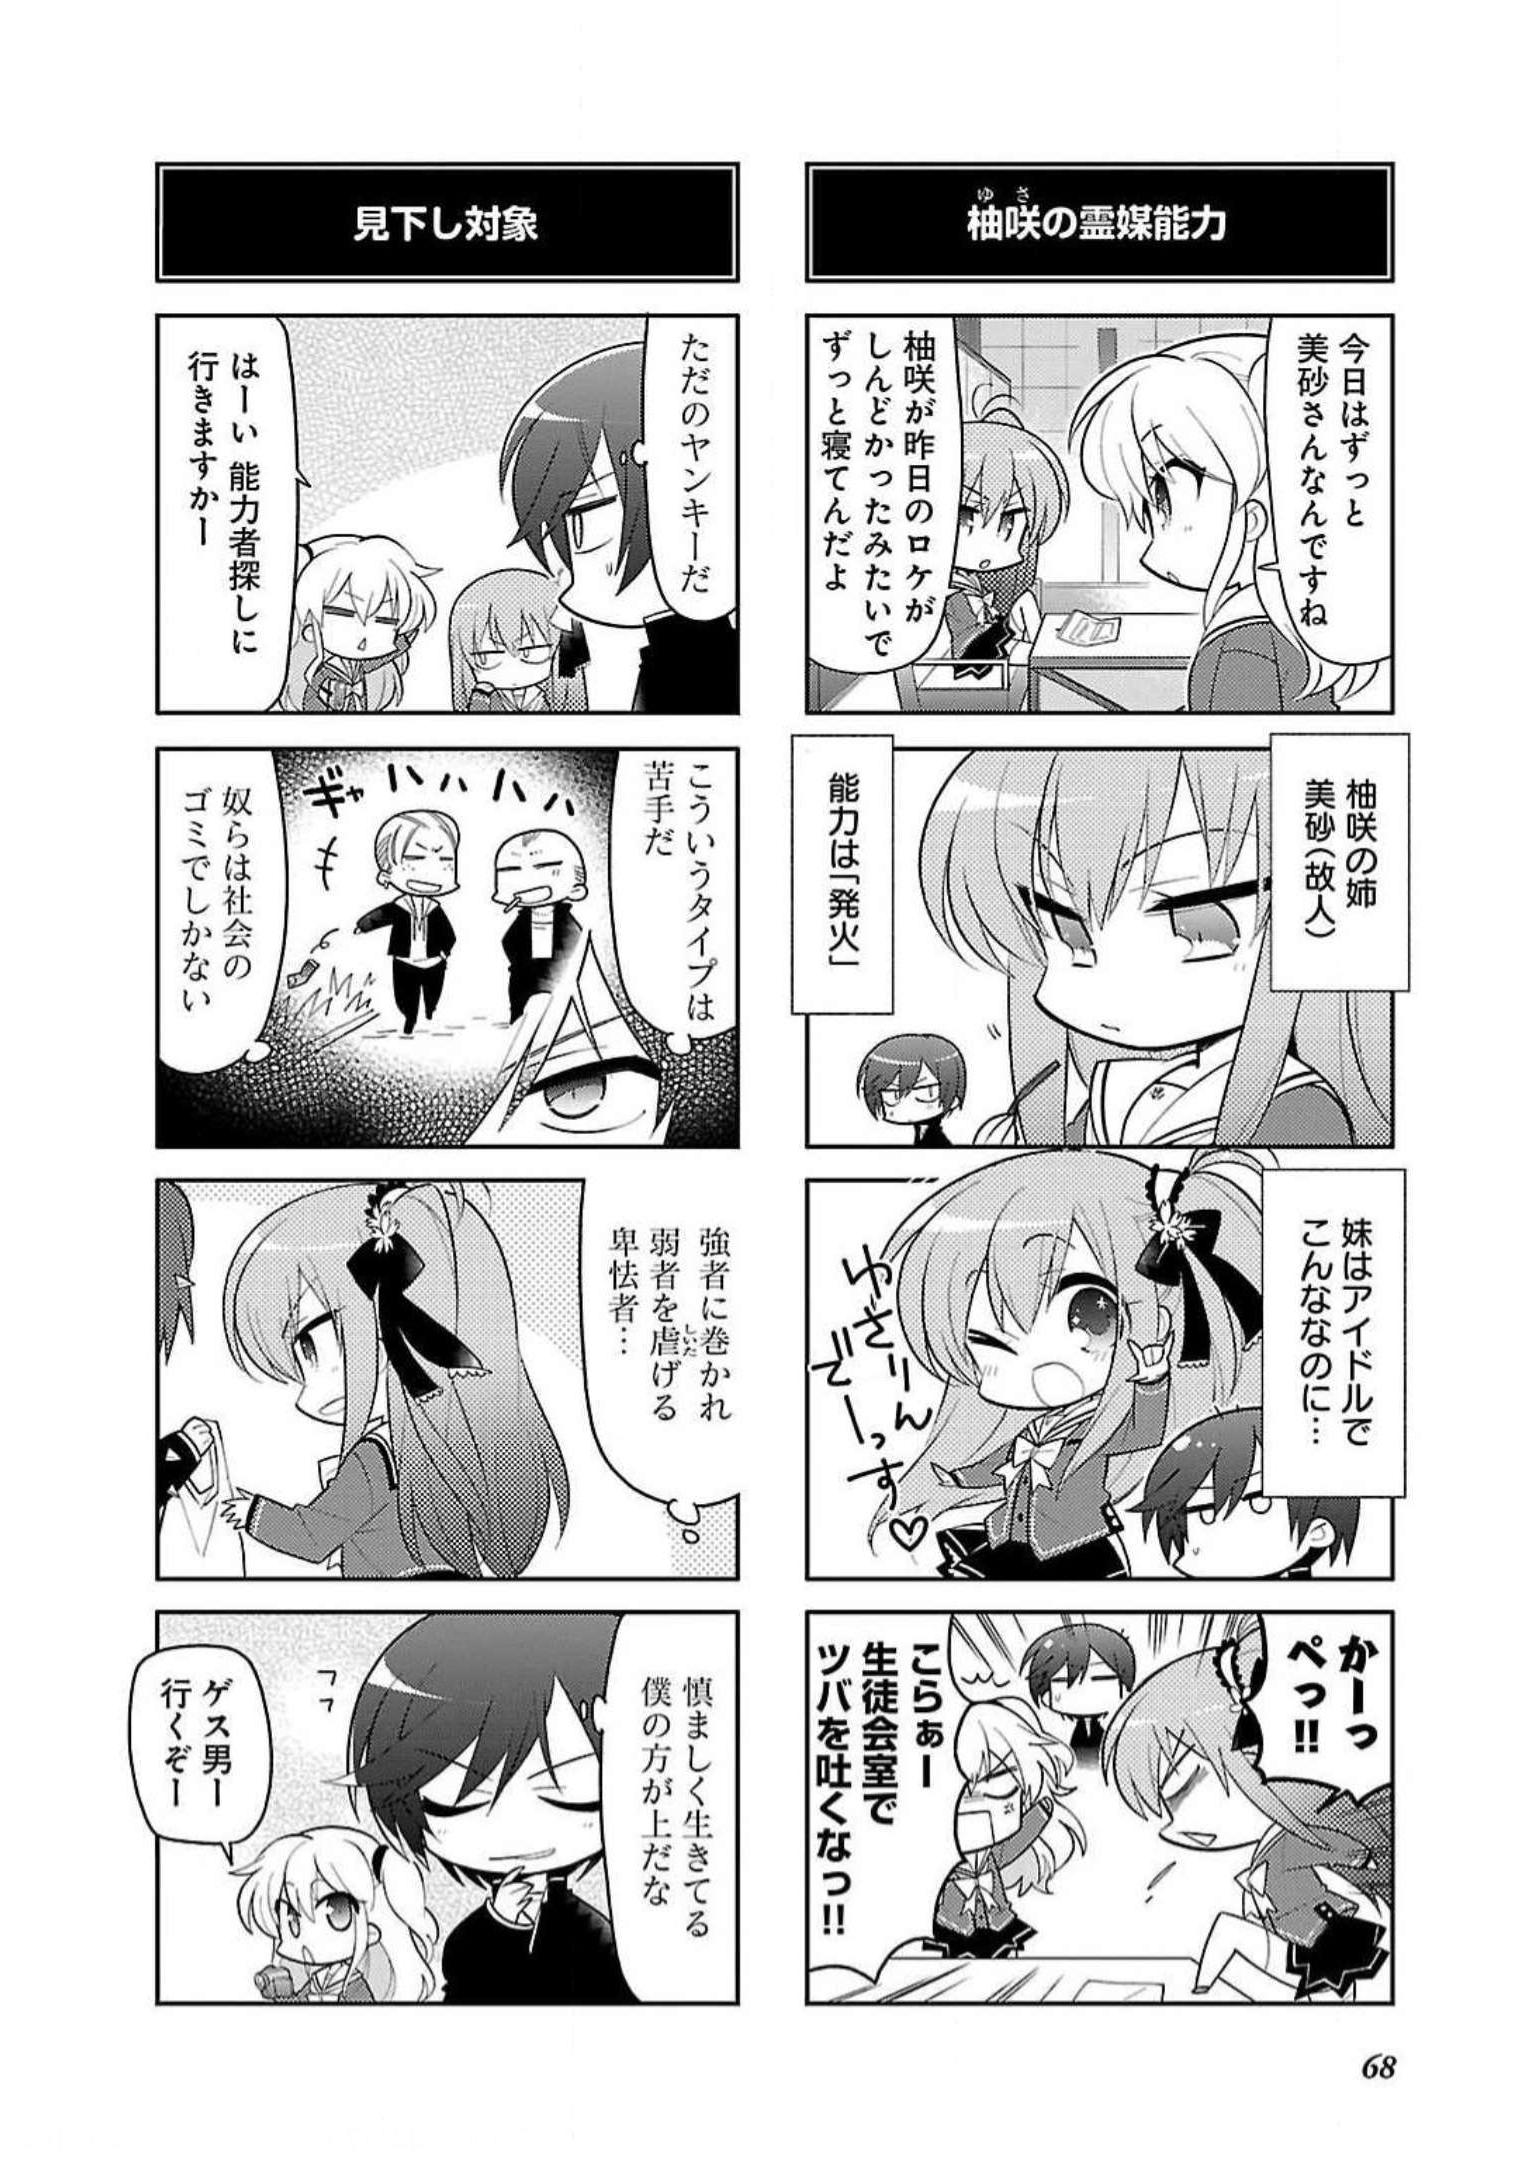 柚咲の霊媒能力
ゆさ
今日はずっと
美砂さんなんですね
柚咲が昨日のロケが
しんどかったみたいで
ずっと寝てんだよ
柚咲の姉
美砂（故人）
能力は「発火」
妹はアイドルで
こんななのに…
ゆさりん
でーっす♡
かーっ
ぺっ!!
こらぁー
生徒会室で
ツバを吐くなっ!!
見下し対象
ただのヤンキーだ
はーい 能力者探しに
行きますかー
こういうタイプは
苦手だ
ギャハハハハ
奴らは社会の
ゴミでしかない
強者に巻かれ
弱者を虐げる
しいた
卑怯者…
慎ましく生きてる
僕の方が上だな
フフ
ゲス男ー
行くぞー
68